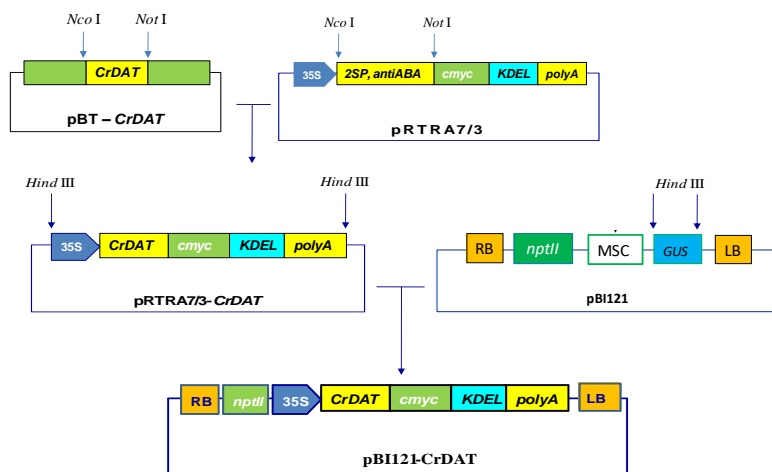 Nco I Not I
Nco I Not I
CrDAT
35S 2SP, antiABA cmyc KDEL polyA
pBT – CrDAT
pRTRA7/3
Hind III
Hind III
Hind III
35S CrDAT cmyc KDEL polyA
RB nptII MSC GUS LB
pRTRA7/3-CrDAT
pBI121
RB nptII 35S CrDAT cmyc KDEL polyA LB
pBI121-CrDAT